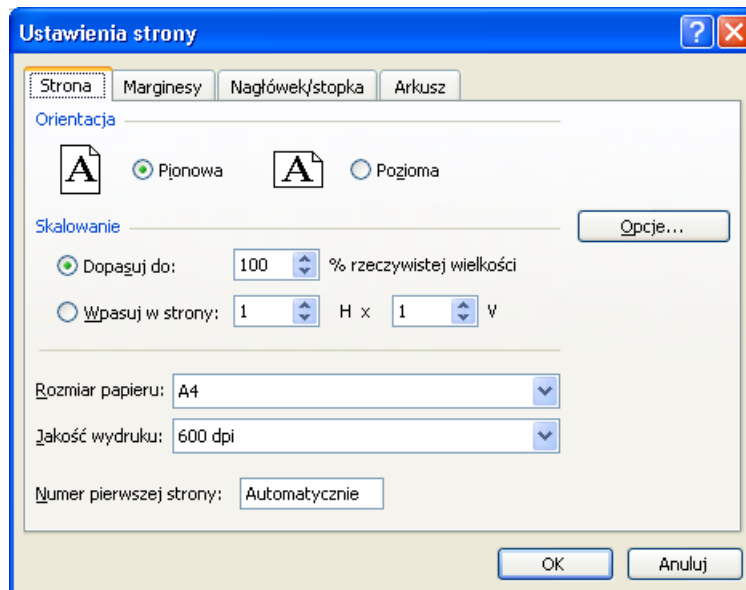 Ustawienia strony
Strona Marginesy Nagłówek/stopka Arkusz
Orientacja
A Pionowa A Pozioma
Skalowanie
Opcje...
Dopasuj do: 100 % rzeczywistej wielkości
Wpasuj w strony: 1 H x 1 V
Rozmiar papieru: A4
Jakość wydruku: 600 dpi
Numer pierwszej strony: Automatycznie
OK Anuluj